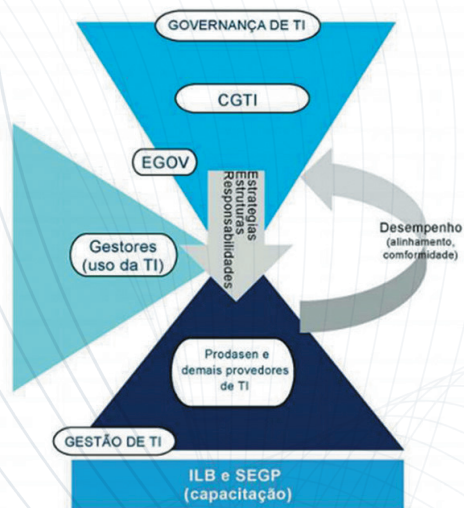 GOVERNANÇA DE TI
CGTI
EGOV
Estrategias
Estruturas
Responsabilidades
Gestores
(uso da TI)
Desempenho
(alinhamento,
comformidade)
Prodasen e
demais provedores
de TI
GESTÃO DE TI
ILB e SEGP
(capacitação)